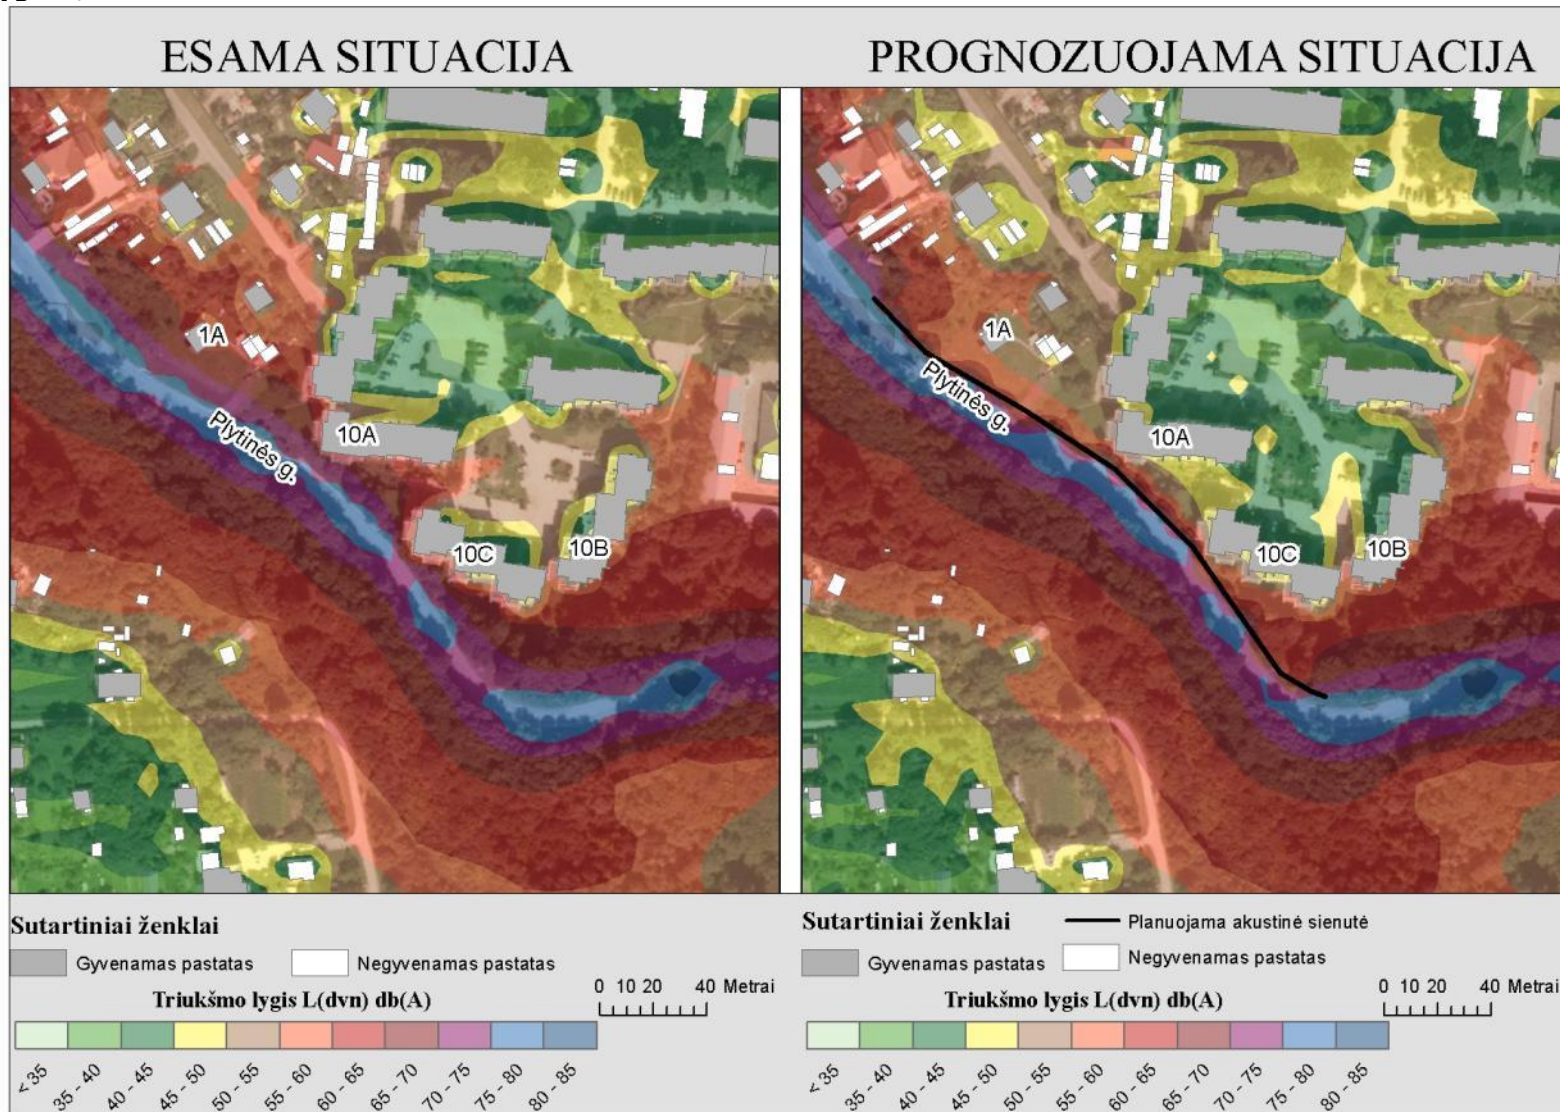 ESAMA SITUACIJA
PROGNOZUOJAMA SITUACIJA
1A
Plytinės g.
10A
10C
10B
1A
Plytinės g.
10A
10C
10B
Sutartiniai ženklai
Gyvenamas pastatas
Negyvenamas pastatas
Triukšmo lygis L(dvn) db(A)
0 10 20 40 Metrai
< 35
35 - 40
40 - 45
45 - 50
50 - 55
55 - 60
60 - 65
65 - 70
70 - 75
75 - 80
80 - 85
Sutartiniai ženklai
Planuojama akustinė sienutė
Gyvenamas pastatas
Negyvenamas pastatas
Triukšmo lygis L(dvn) db(A)
0 10 20 40 Metrai
< 35
35 - 40
40 - 45
45 - 50
50 - 55
55 - 60
60 - 65
65 - 70
70 - 75
75 - 80
80 - 85